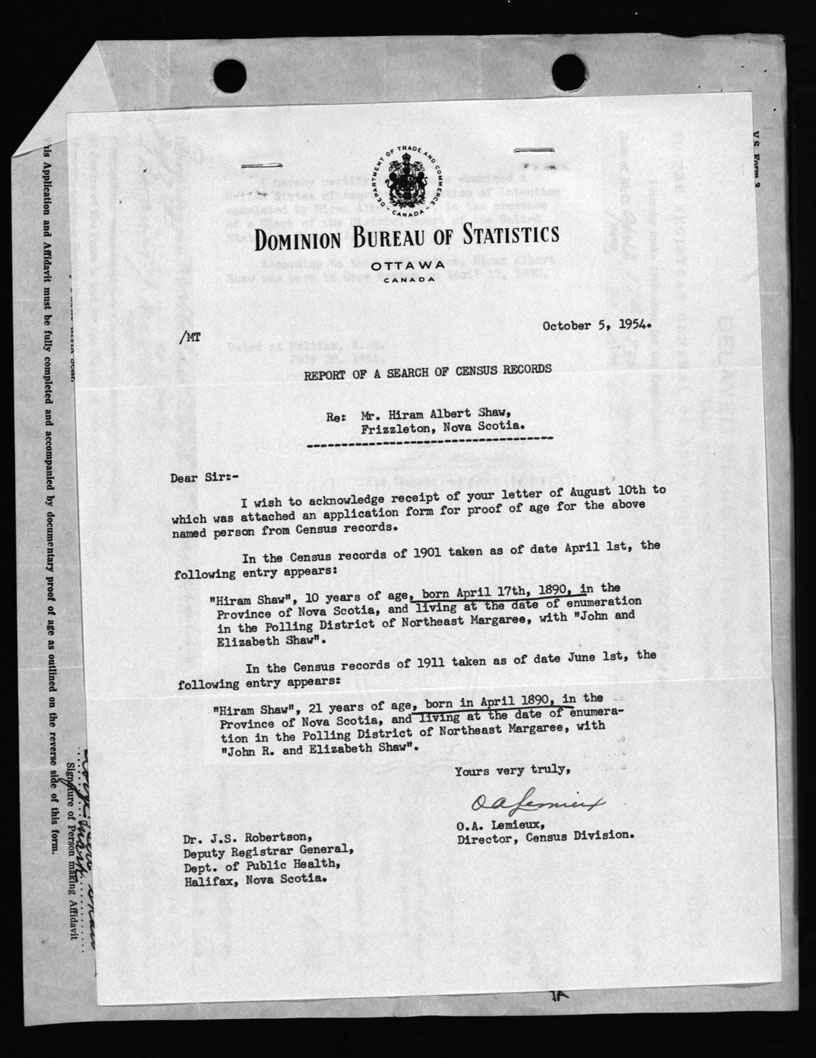 DEPARTMENT OF TRADE AND COMMERCE
CANADA
DOMINION BUREAU OF STATISTICS
OTTAWA
CANADA
October 5, 1954.
/MT
REPORT OF A SEARCH OF CENSUS RECORDS
Re: Mr. Hiram Albert Shaw,
Frizzleton, Nova Scotia.
Dear Sir:-
I wish to acknowledge receipt of your letter of August 10th to
which was attached an application form for proof of age for the above
named person from Census records.
In the Census records of 1901 taken as of date April 1st, the
following entry appears:
"Hiram Shaw", 10 years of age, born April 17th, 1890, in the
Province of Nova Scotia, and living at the date of enumeration
in the Polling District of Northeast Margaree, with "John and
Elizabeth Shaw".
In the Census records of 1911 taken as of date June 1st, the
following entry appears:
"Hiram Shaw", 21 years of age, born in April 1890, in the
Province of Nova Scotia, and living at the date of enumera-
tion in the Polling District of Northeast Margaree, with
"John R. and Elizabeth Shaw".
Yours very truly,
O A Lemieux
O.A. Lemieux,
Director, Census Division.
Dr. J.S. Robertson,
Deputy Registrar General,
Dept. of Public Health,
Halifax, Nova Scotia.
his Application and Affidavit must be fully completed and accompanied by documentary proof of age as outlined on the reverse side of this form.
Signature of Person making Affidavit
V.S. Form